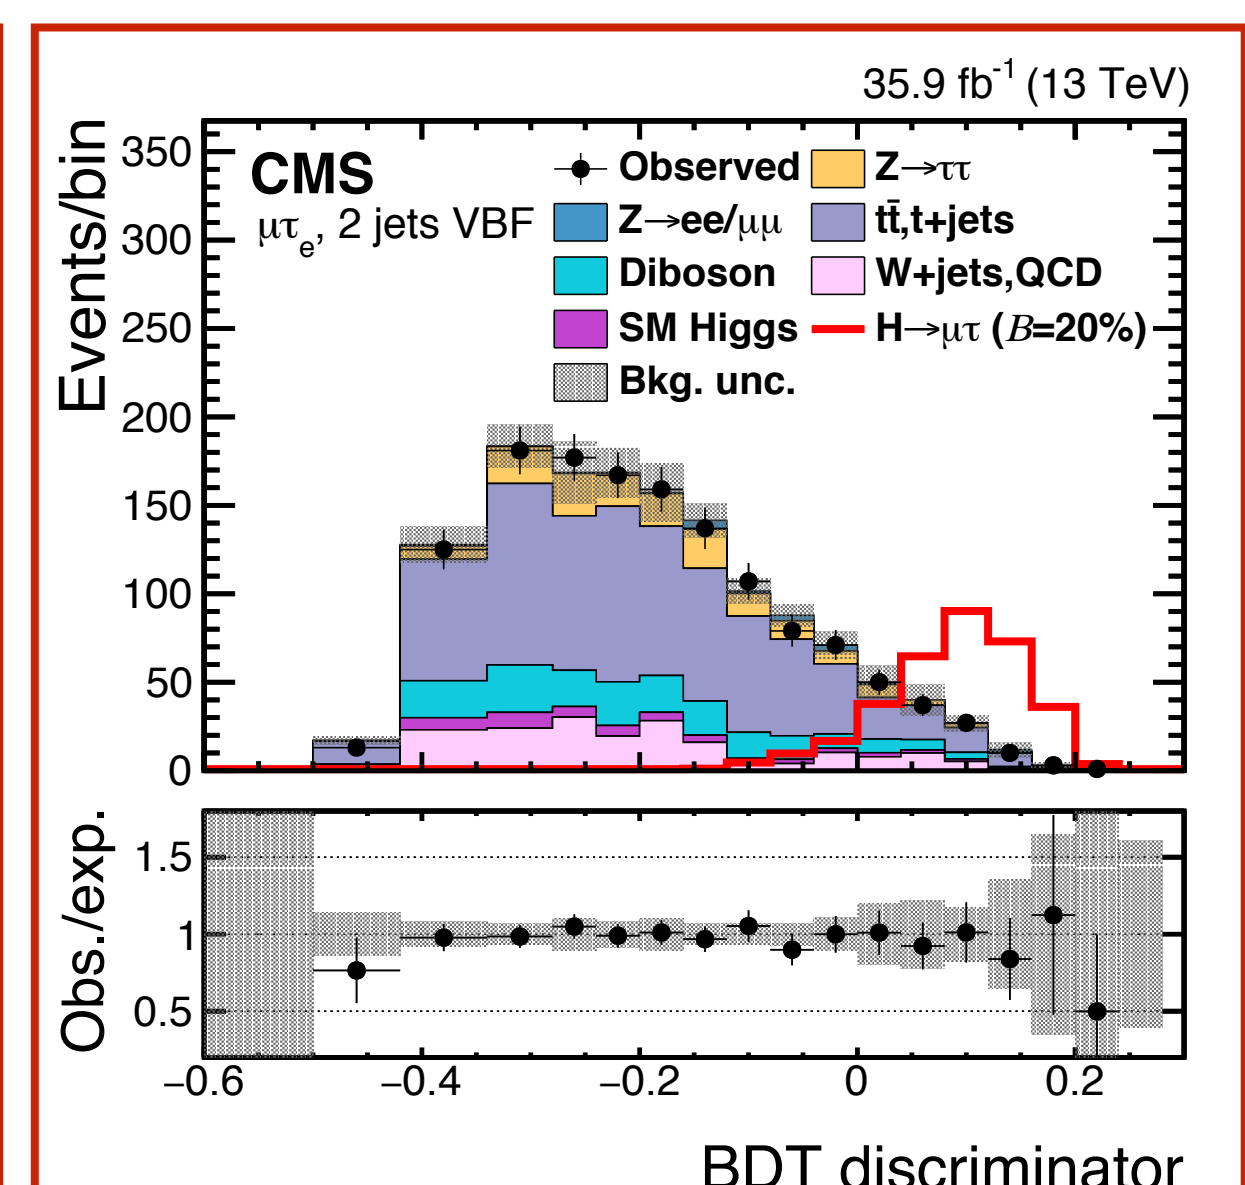 35.9 fb⁻¹ (13 TeV)
Events/bin
350
300
250
200
150
100
50
0
CMS
μτₑ, 2 jets VBF
Observed
Z→ττ
Z→ee/μμ
tt̄,t+jets
Diboson
W+jets,QCD
SM Higgs
H→μτ (B=20%)
Bkg. unc.
Obs./exp.
1.5
1
0.5
−0.6 −0.4 −0.2 0 0.2
BDT discriminator